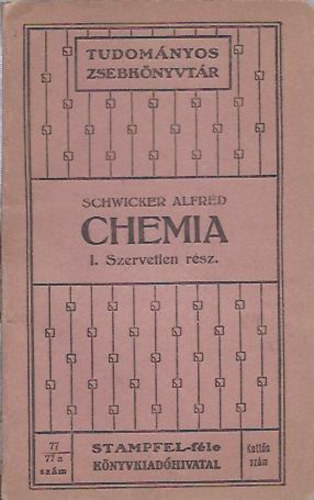 TUDOMÁNYOS
ZSEBKÖNYVTÁR
SCHWICKER ALFRÉD
CHEMIA
I. Szervetlen rész.
77
77 a
szám
STAMPFEL-féle
KÖNYVKIADÓHIVATAL
Kettős
szám